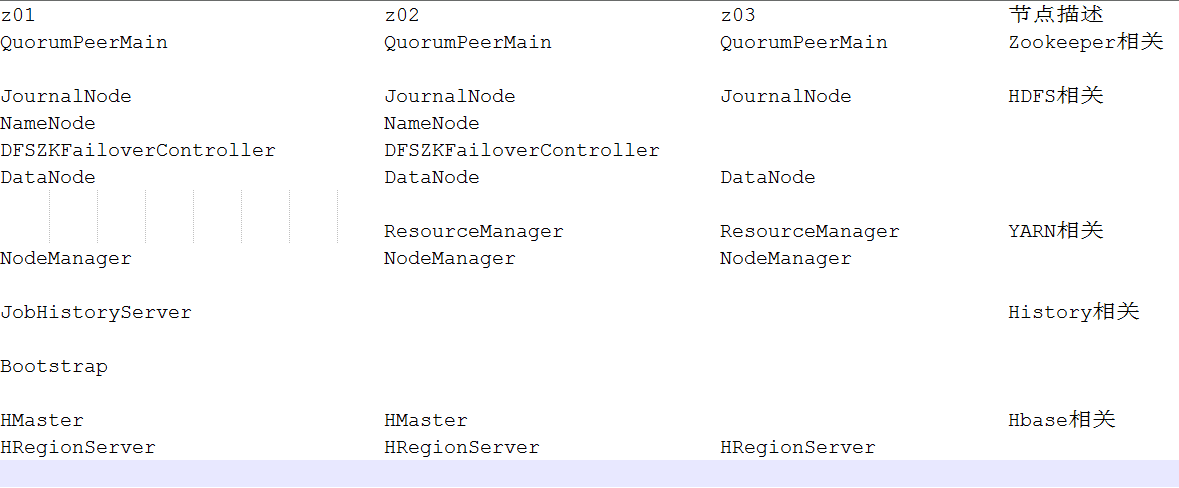 z01 z02 z03 节点描述
QuorumPeerMain QuorumPeerMain QuorumPeerMain Zookeeper相关
JournalNode JournalNode JournalNode HDFS相关
NameNode NameNode
DFSZKFailoverController DFSZKFailoverController
DataNode DataNode DataNode
ResourceManager ResourceManager YARN相关
NodeManager NodeManager NodeManager
JobHistoryServer History相关
Bootstrap
HMaster HMaster Hbase相关
HRegionServer HRegionServer HRegionServer